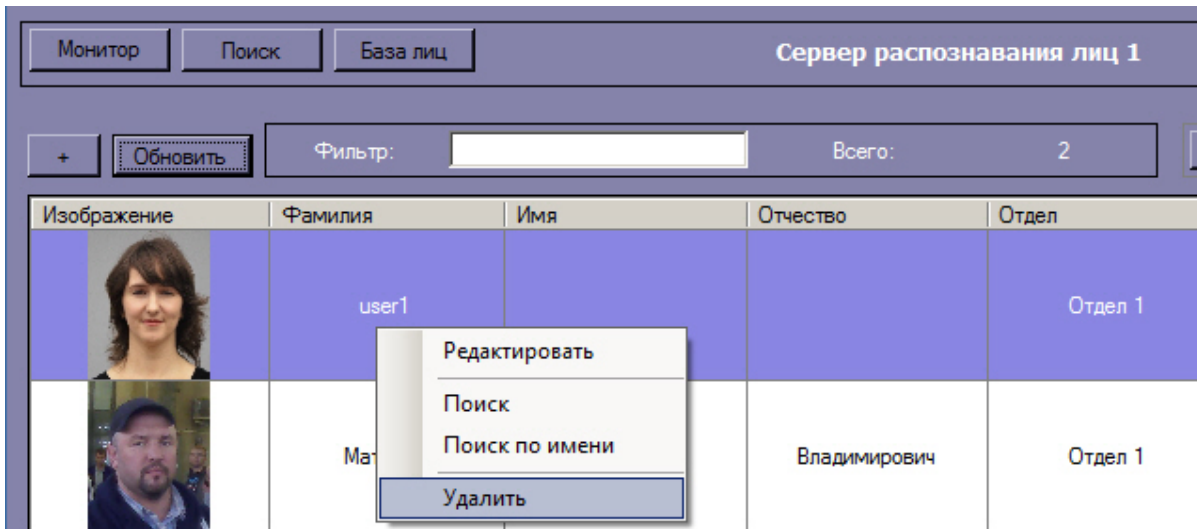 Монитор Поиск База лиц Сервер распознавания лиц 1
+ Обновить Фильтр: Всего: 2
Изображение Фамилия Имя Отчество Отдел
user1 Отдел 1
Редактировать
Поиск
Поиск по имени
Владимирович Отдел 1
Удалить